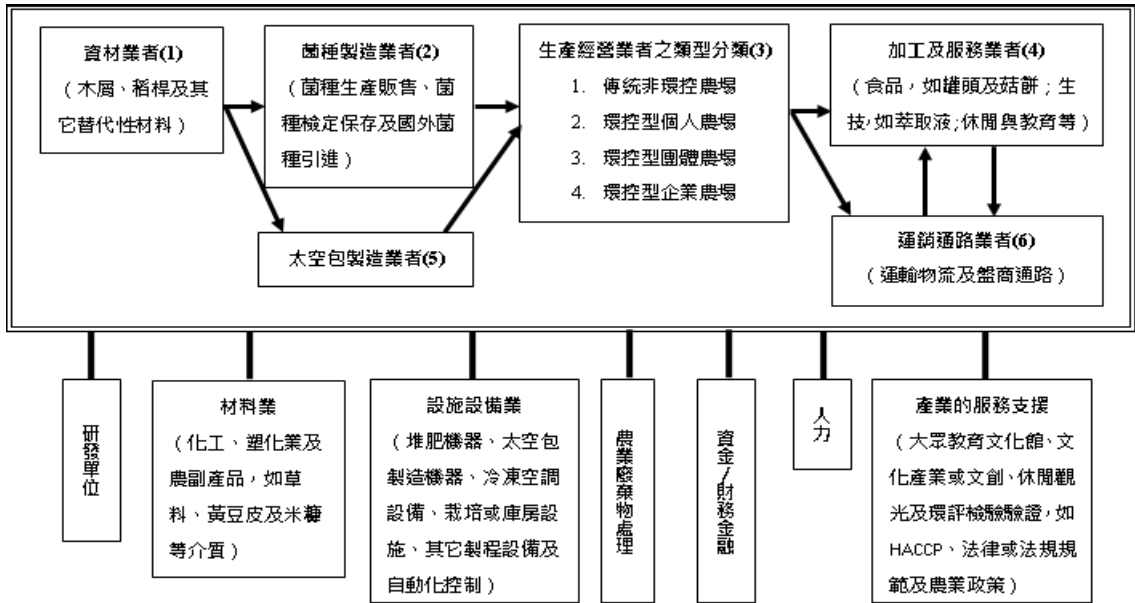 資材業者(1)
（木屑、稻桿及其
它替代性材料）
菌種製造業者(2)
（菌種生產販售、菌
種檢定保存及國外菌
種引進）
太空包製造業者(5)
生產經營業者之類型分類(3)
1. 傳統非環控農場
2. 環控型個人農場
3. 環控型團體農場
4. 環控型企業農場
加工及服務業者(4)
（食品，如罐頭及菇餅；生
技，如萃取液；休閒與教育等）
運銷通路業者(6)
（運輸物流及盤商通路）
研發單位
材料業
（化工、塑化業及
農副產品，如草
料、黃豆皮及米糠
等介質）
設施設備業
（堆肥機器、太空包
製造機器、冷凍空調
設備、栽培或庫房設
施、其它製程設備及
自動化控制）
農業廢棄物處理
資金/財務金融
人力
產業的服務支援
（大眾教育文化館、文
化產業或文創、休閒觀
光及環評檢驗驗證，如
HACCP、法律或法規規
範及農業政策）